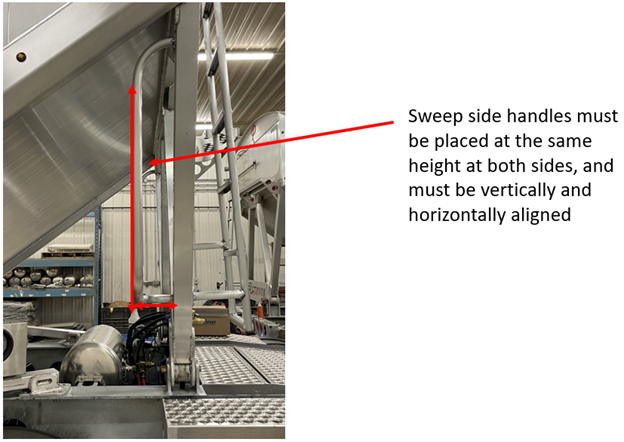 Sweep side handles must
be placed at the same
height at both sides, and
must be vertically and
horizontally aligned